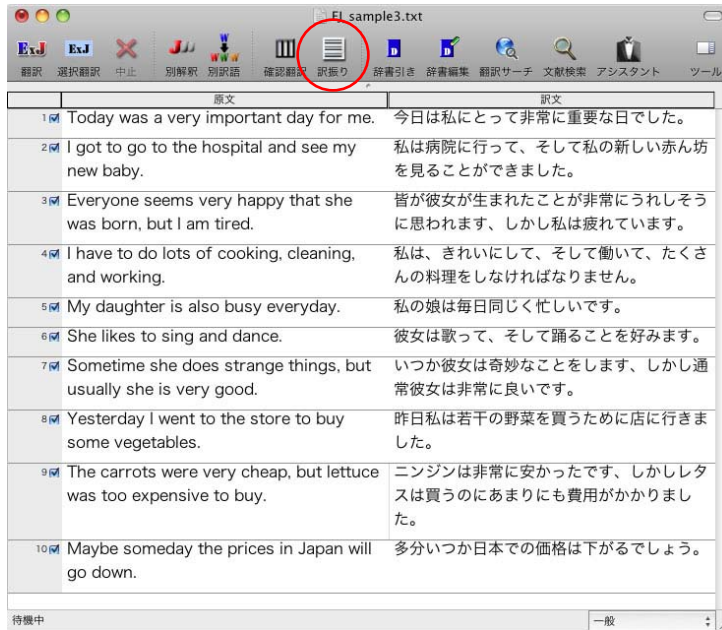 EJ_sample3.txt
ExJ ExJ JJJ W W W W W D D
翻訳 選択翻訳 中止 別解釈 別訳語 確認翻訳 訳振り 辞書引き 辞書編集 翻訳サーチ 文献検索 アシスタント ツール
原文 訳文
1 Today was a very important day for me. 今日は私にとって非常に重要な日でした。
2 I got to go to the hospital and see my 私は病院に行って、そして私の新しい赤ん坊
new baby. を見ることができました。
3 Everyone seems very happy that she 皆が彼女が生まれたことが非常にうれしそう
was born, but I am tired. に思われます、しかし私は疲れています。
4 I have to do lots of cooking, cleaning, 私は、きれいにして、そして働いて、たくさ
and working. んの料理をしなければなりません。
5 My daughter is also busy everyday. 私の娘は毎日同じく忙しいです。
6 She likes to sing and dance. 彼女は歌って、そして踊ることを好みます。
7 Sometime she does strange things, but いつか彼女は奇妙なことをします、しかし通
usually she is very good. 常彼女は非常に良いです。
8 Yesterday I went to the store to buy 昨日私は若干の野菜を買うために店に行きま
some vegetables. した。
9 The carrots were very cheap, but lettuce ニンジンは非常に安かったです、しかしレタ
was too expensive to buy. スは買うのにあまりにも費用がかかりまし
た。
10 Maybe someday the prices in Japan will 多分いつか日本での価格は下がるでしょう。
go down.
待機中 一般